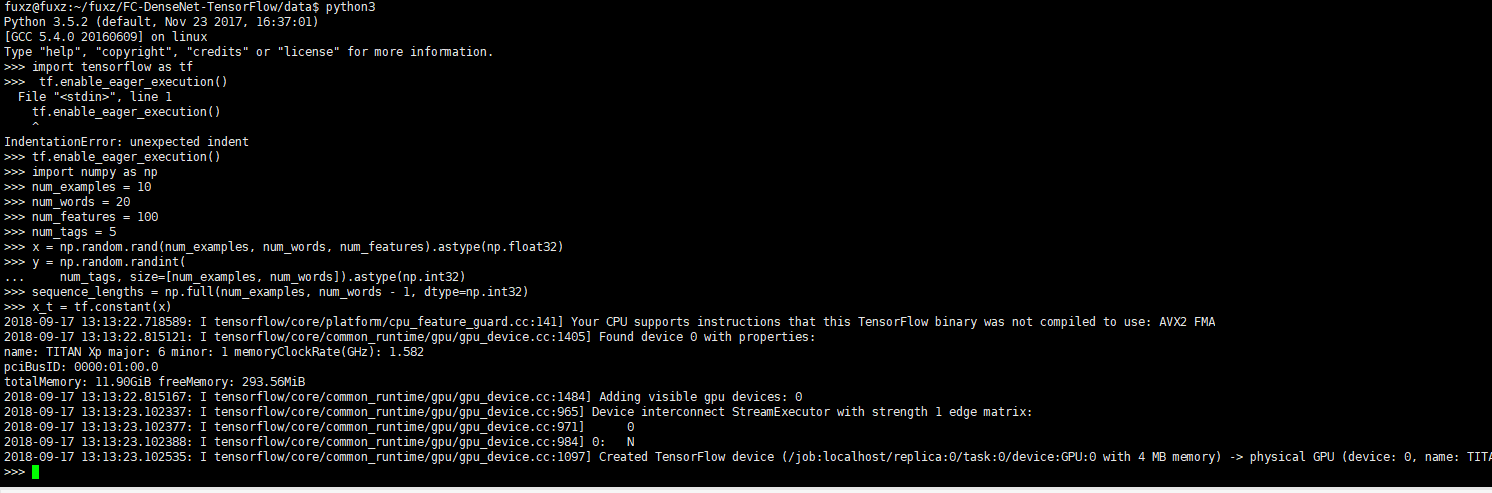 fuxz@fuxz:~/fuxz/FC-DenseNet-TensorFlow/data$ python3
Python 3.5.2 (default, Nov 23 2017, 16:37:01)
[GCC 5.4.0 20160609] on linux
Type "help", "copyright", "credits" or "license" for more information.
>>> import tensorflow as tf
>>>  tf.enable_eager_execution()
  File "<stdin>", line 1
    tf.enable_eager_execution()
    ^
IndentationError: unexpected indent
>>> tf.enable_eager_execution()
>>> import numpy as np
>>> num_examples = 10
>>> num_words = 20
>>> num_features = 100
>>> num_tags = 5
>>> x = np.random.rand(num_examples, num_words, num_features).astype(np.float32)
>>> y = np.random.randint(
...     num_tags, size=[num_examples, num_words]).astype(np.int32)
>>> sequence_lengths = np.full(num_examples, num_words - 1, dtype=np.int32)
>>> x_t = tf.constant(x)
2018-09-17 13:13:22.718589: I tensorflow/core/platform/cpu_feature_guard.cc:141] Your CPU supports instructions that this TensorFlow binary was not compiled to use: AVX2 FMA
2018-09-17 13:13:22.815121: I tensorflow/core/common_runtime/gpu/gpu_device.cc:1405] Found device 0 with properties:
name: TITAN Xp major: 6 minor: 1 memoryClockRate(GHz): 1.582
pciBusID: 0000:01:00.0
totalMemory: 11.90GiB freeMemory: 293.56MiB
2018-09-17 13:13:22.815167: I tensorflow/core/common_runtime/gpu/gpu_device.cc:1484] Adding visible gpu devices: 0
2018-09-17 13:13:23.102337: I tensorflow/core/common_runtime/gpu/gpu_device.cc:965] Device interconnect StreamExecutor with strength 1 edge matrix:
2018-09-17 13:13:23.102377: I tensorflow/core/common_runtime/gpu/gpu_device.cc:971]      0
2018-09-17 13:13:23.102388: I tensorflow/core/common_runtime/gpu/gpu_device.cc:984] 0:   N
2018-09-17 13:13:23.102535: I tensorflow/core/common_runtime/gpu/gpu_device.cc:1097] Created TensorFlow device (/job:localhost/replica:0/task:0/device:GPU:0 with 4 MB memory) -> physical GPU (device: 0, name: TITA
>>>